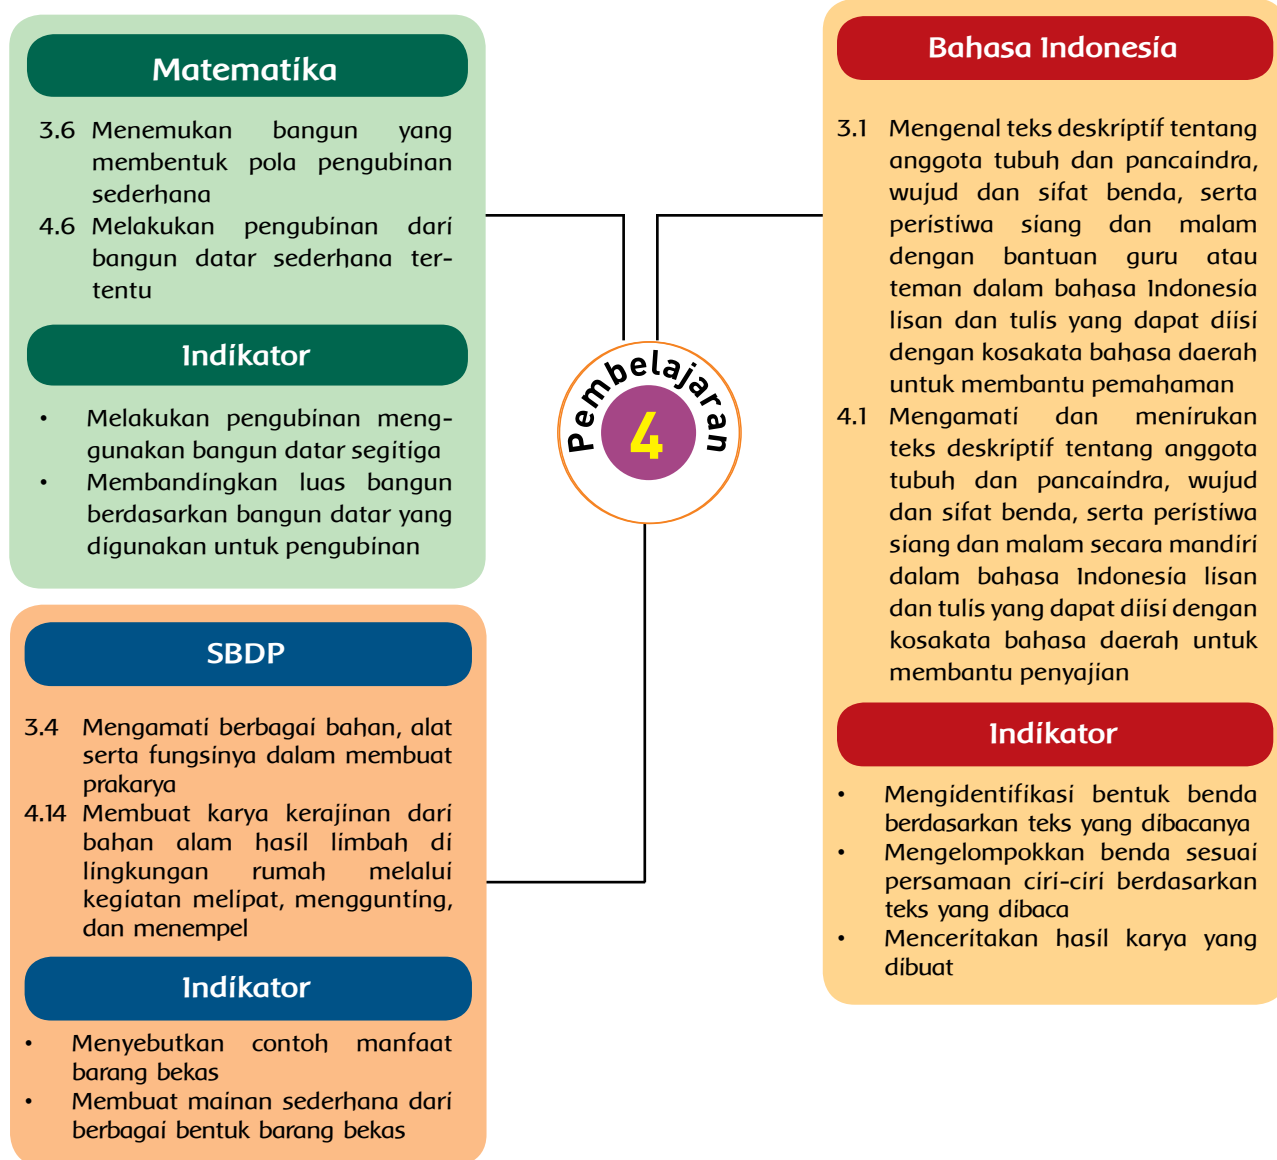 Matematika
3.6 Menemukan bangun yang
membentuk pola pengubinan
sederhana
4.6 Melakukan pengubinan dari
bangun datar sederhana ter-
tentu
Indikator
• Melakukan pengubinan meng-
gunakan bangun datar segitiga
• Membandingkan luas bangun
berdasarkan bangun datar yang
digunakan untuk pengubinan
SBDP
3.4 Mengamati berbagai bahan, alat
serta fungsinya dalam membuat
prakarya
4.14 Membuat karya kerajinan dari
bahan alam hasil limbah di
lingkungan rumah melalui
kegiatan melipat, menggunting,
dan menempel
Indikator
• Menyebutkan contoh manfaat
barang bekas
• Membuat mainan sederhana dari
berbagai bentuk barang bekas
Pembelajaran
4
Bahasa Indonesia
3.1 Mengenal teks deskriptif tentang
anggota tubuh dan pancaindra,
wujud dan sifat benda, serta
peristiwa siang dan malam
dengan bantuan guru atau
teman dalam bahasa Indonesia
lisan dan tulis yang dapat diisi
dengan kosakata bahasa daerah
untuk membantu pemahaman
4.1 Mengamati dan menirukan
teks deskriptif tentang anggota
tubuh dan pancaindra, wujud
dan sifat benda, serta peristiwa
siang dan malam secara mandiri
dalam bahasa Indonesia lisan
dan tulis yang dapat diisi dengan
kosakata bahasa daerah untuk
membantu penyajian
Indikator
• Mengidentifikasi bentuk benda
berdasarkan teks yang dibacanya
• Mengelompokkan benda sesuai
persamaan ciri-ciri berdasarkan
teks yang dibaca
• Menceritakan hasil karya yang
dibuat